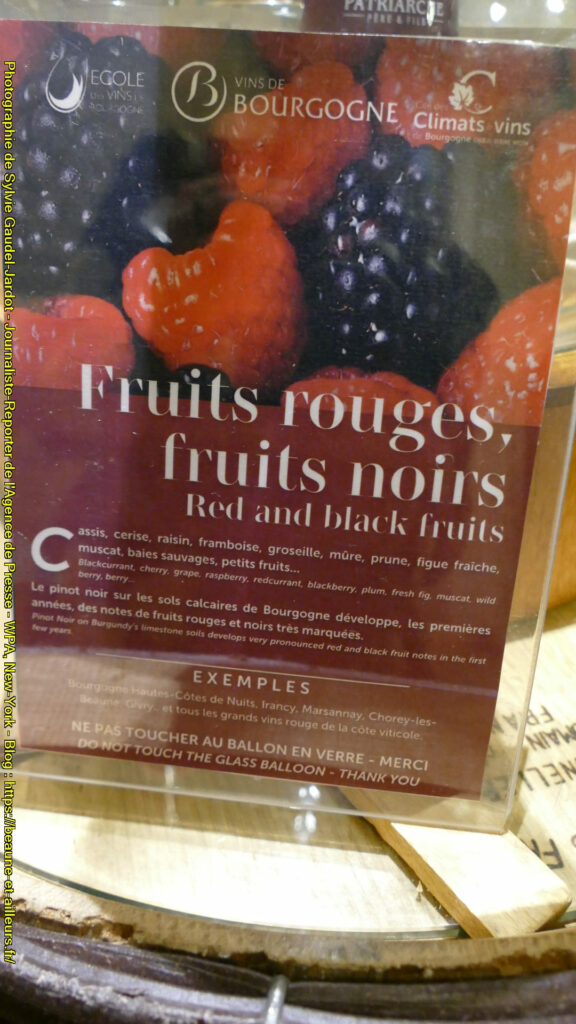 PATRIARCHE
PÈRE & FILS
ECOLE
DES VINS DE
BOURGOGNE
VINS DE
BOURGOGNE
Cité des
Climats & vins
de Bourgogne
Fruits rouges,
fruits noirs
Red and black fruits
Cassis, cerise, raisin, framboise, groseille, mûre, prune, figue fraîche,
muscat, baies sauvages, petits fruits...
Blackcurrant, cherry, grape, raspberry, redcurrant, blackberry, plum, fresh fig, muscat, wild
berry, berry...
Le pinot noir sur les sols calcaires de Bourgogne développe, les premières
années, des notes de fruits rouges et noirs très marquées.
Pinot Noir on Burgundy's limestone soils develops very pronounced red and black fruit notes in the first
few years.
EXEMPLES
Bourgogne Hautes-Côtes de Nuits, Irancy, Marsannay, Chorey-les-
Beaune, Givry... et tous les grands vins rouge de la côte viticole.
NE PAS TOUCHER AU BALLON EN VERRE - MERCI
DO NOT TOUCH THE GLASS BALLOON - THANK YOU
Photographie de Sylvie Gaudel-Jardot - Journaliste-Reporter de l'Agence de Presse - WPA, New-York - Blog : https://beaune-et-ailleurs.fr/